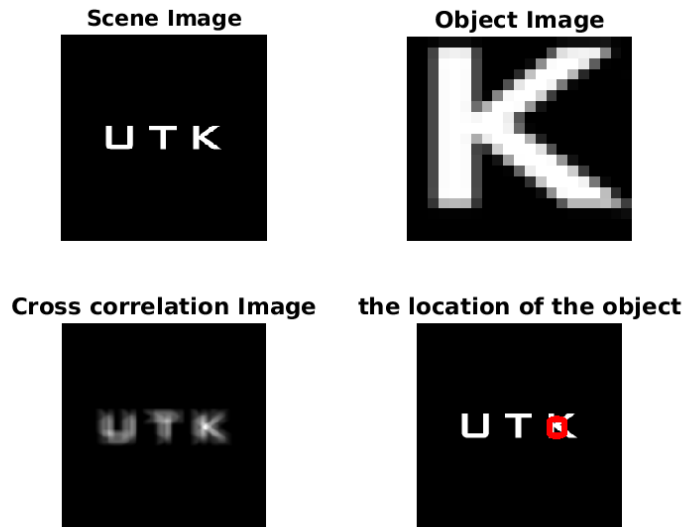 Scene Image
Object Image
U T K
K
Cross correlation Image
the location of the object
U T K
U T K